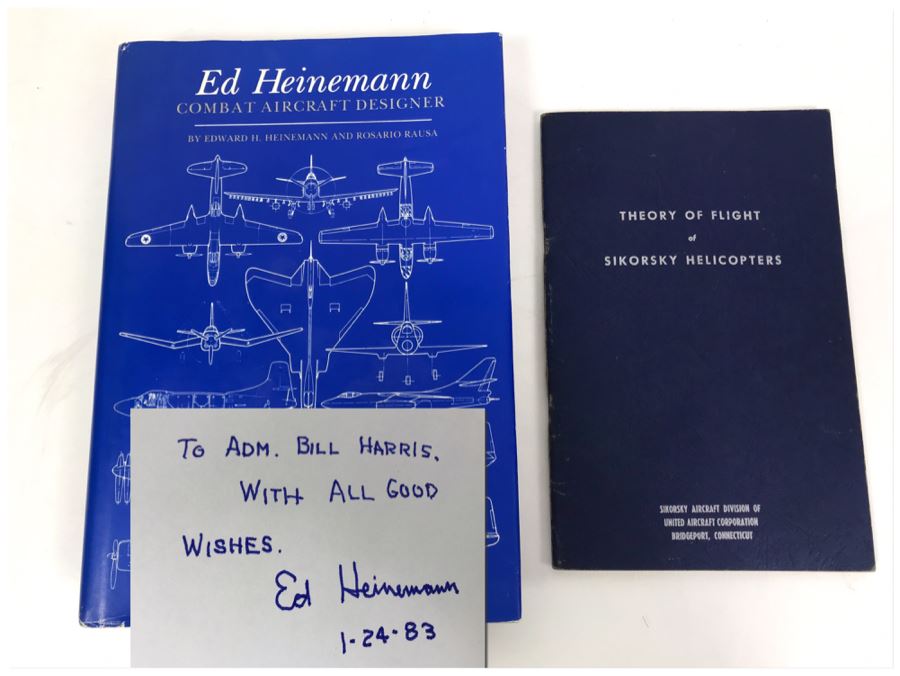 Ed Heinemann
COMBAT AIRCRAFT DESIGNER
BY EDWARD H. HEINEMANN AND ROSARIO RAUSA
TO ADM. BILL HARRIS,
WITH ALL GOOD
WISHES.
Ed Heinemann
1-24-83
THEORY OF FLIGHT
of
SIKORSKY HELICOPTERS
SIKORSKY AIRCRAFT DIVISION OF
UNITED AIRCRAFT CORPORATION
BRIDGEPORT, CONNECTICUT